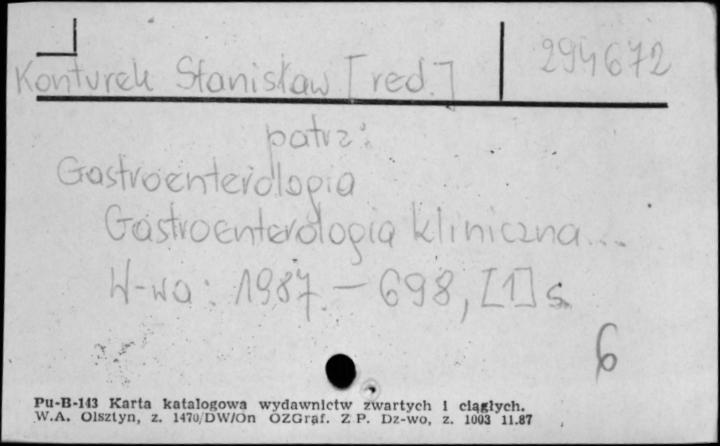 Konturek Stanisław [red.] 294672
patrz:
Gastroenterologia
Gastroenterologia kliniczna...
W-wa: 1987. — 698, [1] s.
6
Pu-B-143 Karta katalogowa wydawnictw zwartych i ciągłych.
W.A. Olsztyn, z. 1470/DW/On OZGraf. Z P. Dz-wo, z. 1003 11.87